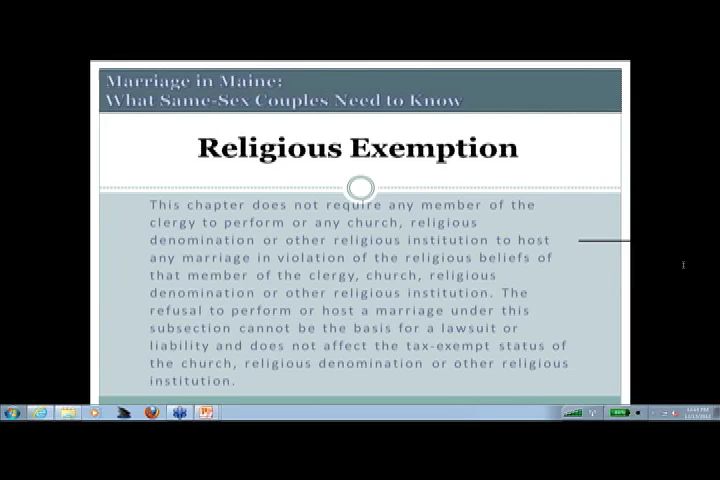 Marriage in Maine:
What Same-Sex Couples Need to Know
Religious Exemption
This chapter does not require any member of the
clergy to perform or any church, religious
denomination or other religious institution to host
any marriage in violation of the religious beliefs of
that member of the clergy, church, religious
denomination or other religious institution. The
refusal to perform or host a marriage under this
subsection cannot be the basis for a lawsuit or
liability and does not affect the tax-exempt status of
the church, religious denomination or other religious
institution.